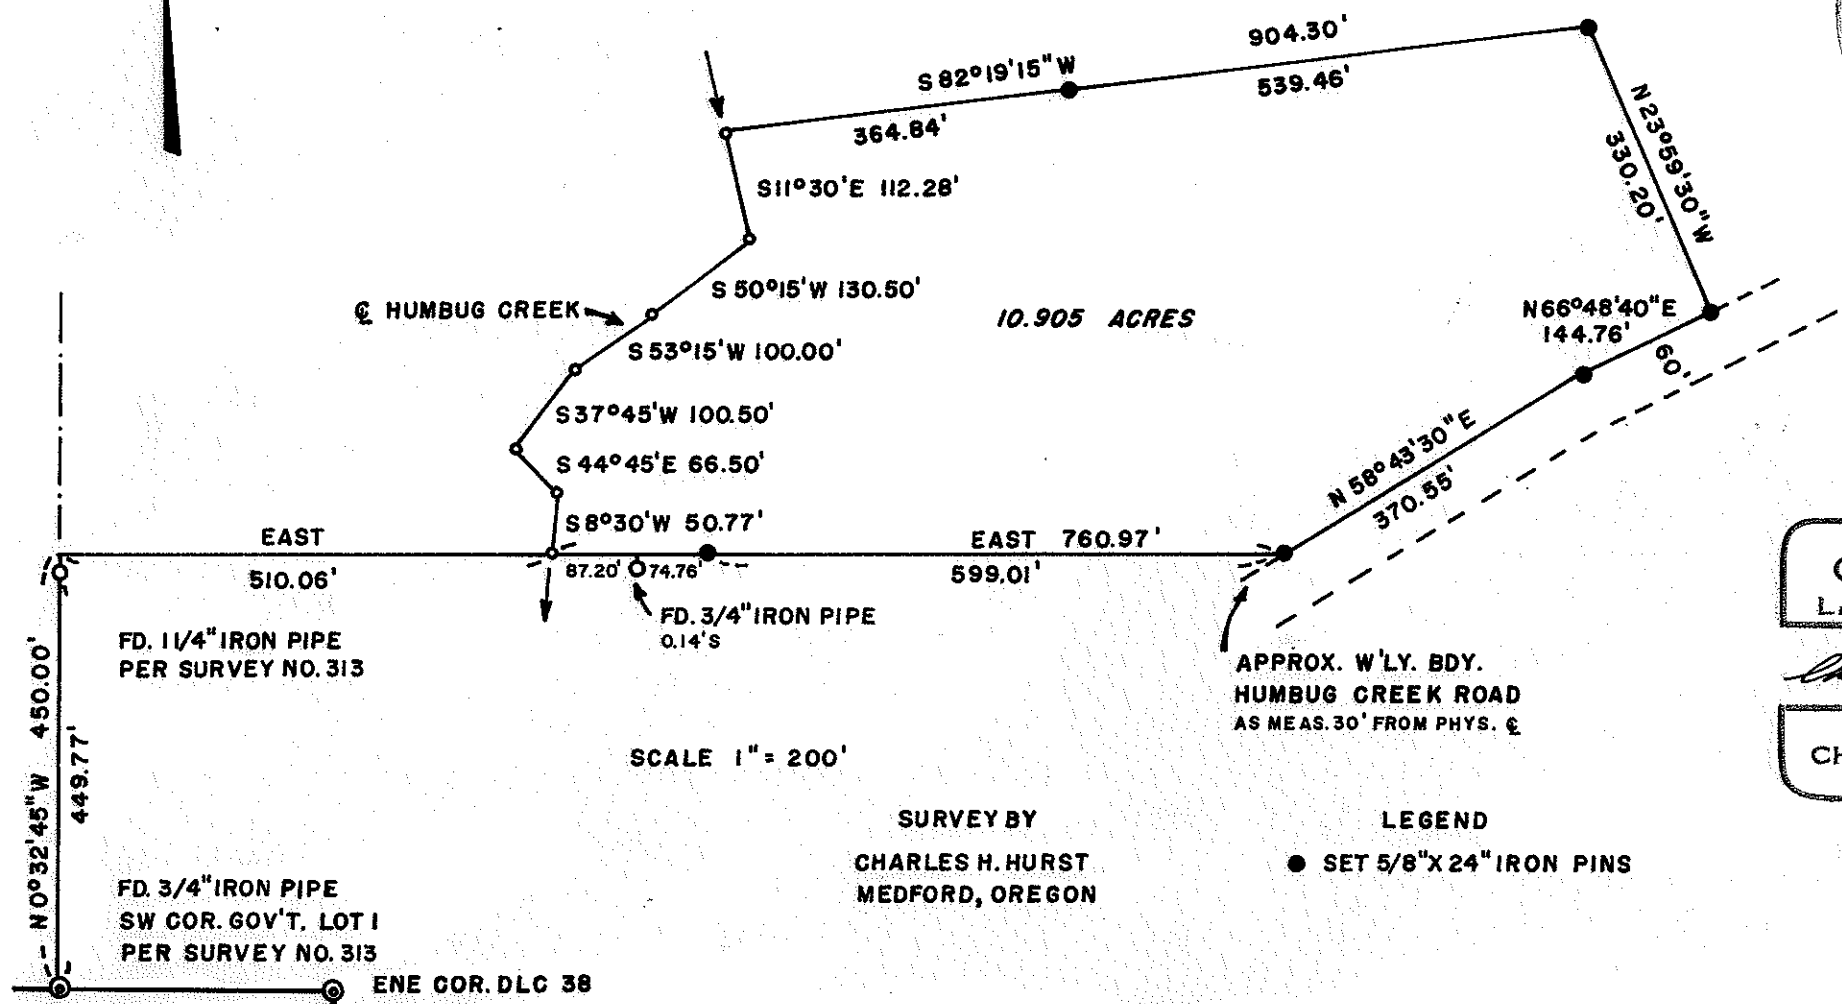 904.30'
S 82°19'15" W
539.46'
364.84'
N 23°59'30" W
330.20'
S 11°30' E 112.28'
S 50°15' W 130.50'
℄ HUMBUG CREEK
10.905 ACRES
N 66°48'40" E
144.76'
60'
S 53°15' W 100.00'
S 37°45' W 100.50'
S 44°45' E 66.50'
N 58°43'30" E
370.55'
S 8°30' W 50.77'
EAST
510.06'
EAST 760.97'
87.20'
74.76'
599.01'
FD. 3/4" IRON PIPE
0.14' S
FD. 1 1/4" IRON PIPE
PER SURVEY NO. 313
APPROX. W'LY. BDY.
HUMBUG CREEK ROAD
AS MEAS. 30' FROM PHYS. ℄
N 0°32'45" W 450.00'
449.77'
SCALE 1" = 200'
SURVEY BY
CHARLES H. HURST
MEDFORD, OREGON
LEGEND
SET 5/8" X 24" IRON PINS
FD. 3/4" IRON PIPE
SW COR. GOV'T. LOT 1
PER SURVEY NO. 313
ENE COR. DLC 38
CH